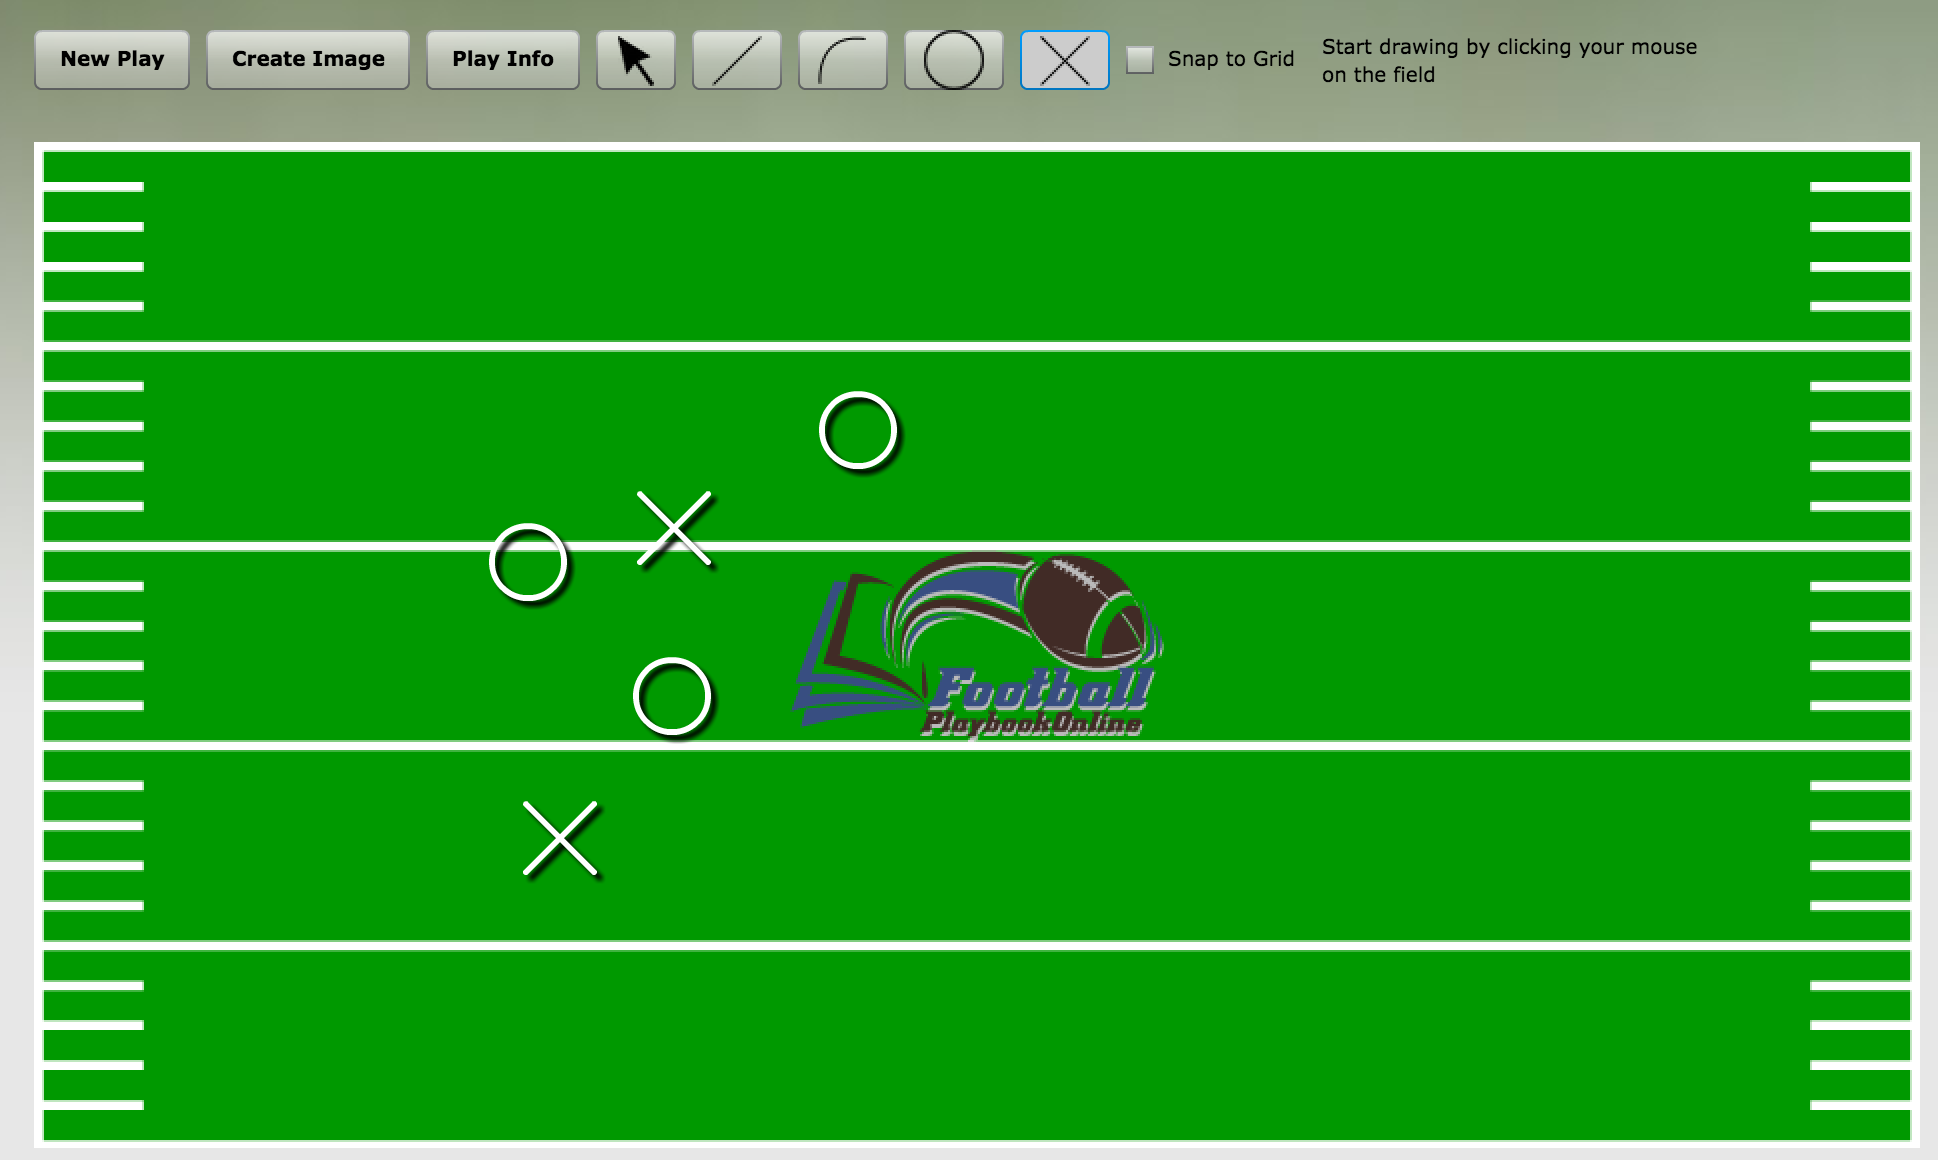 New Play
Create Image
Play Info
Snap to Grid
Start drawing by clicking your mouse
on the field
Football
PlaybookOnline